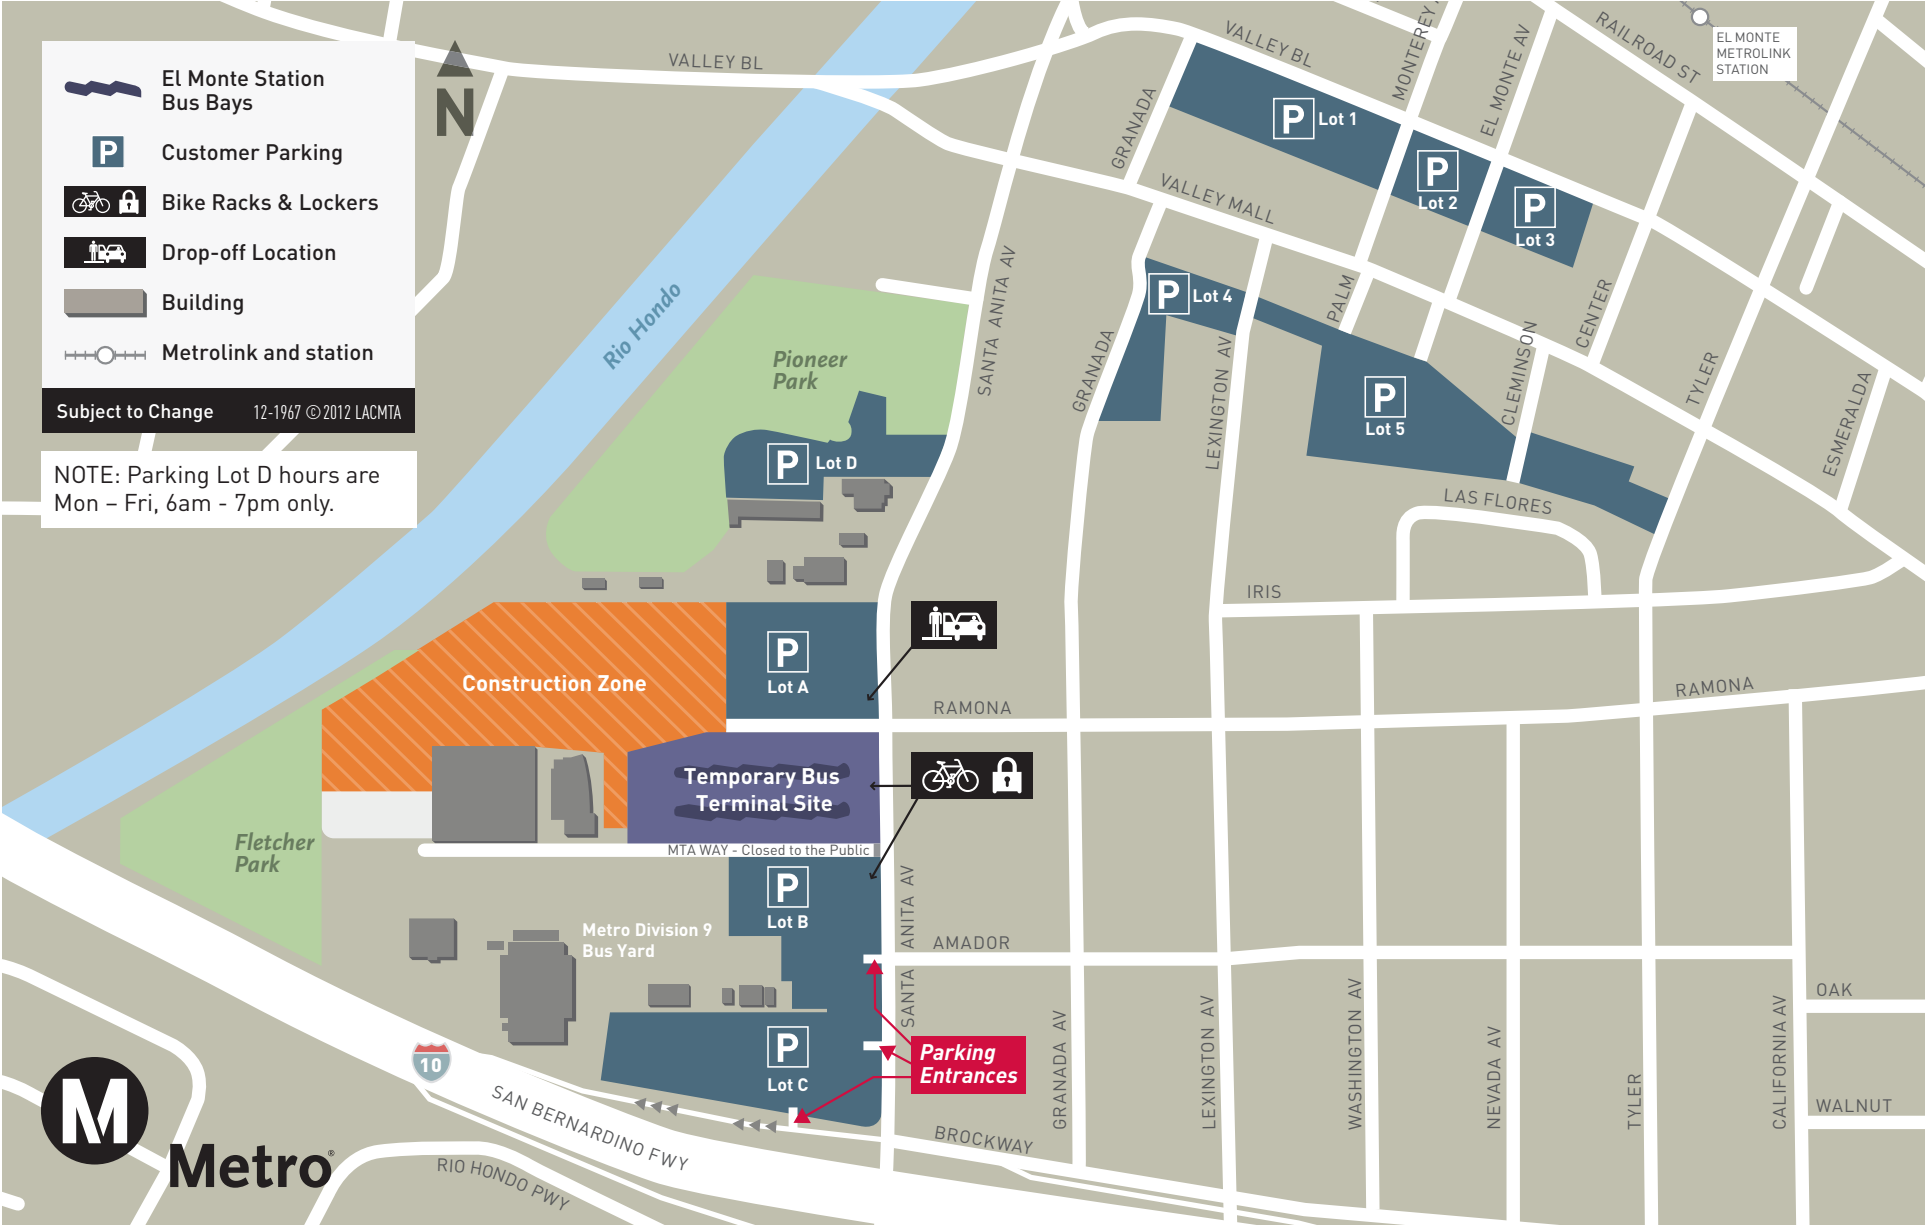 El Monte Station
Bus Bays
P
Customer Parking
Bike Racks & Lockers
Drop-off Location
Building
Metrolink and station
Subject to Change 12-1967 © 2012 LACMTA
NOTE: Parking Lot D hours are
Mon – Fri, 6am - 7pm only.
N
VALLEY BL
VALLEY BL
MONTEREY
EL MONTE AV
RAILROAD ST
EL MONTE
METROLINK
STATION
GRANADA
P Lot 1
P
Lot 2
P
Lot 3
VALLEY MALL
Rio Hondo
SANTA ANITA AV
P Lot 4
PALM
CENTER
CLEMINSON
TYLER
ESMERALDA
GRANADA
LEXINGTON AV
P
Lot 5
Pioneer
Park
P Lot D
LAS FLORES
IRIS
P
Lot A
Construction Zone
RAMONA
RAMONA
Temporary Bus
Terminal Site
MTA WAY - Closed to the Public
Fletcher
Park
P
Lot B
Metro Division 9
Bus Yard
SANTA ANITA AV
AMADOR
SANTA
P
Lot C
Parking
Entrances
10
SAN BERNARDINO FWY
RIO HONDO PWY
BROCKWAY
GRANADA AV
LEXINGTON AV
WASHINGTON AV
NEVADA AV
TYLER
CALIFORNIA AV
OAK
WALNUT
M
Metro®